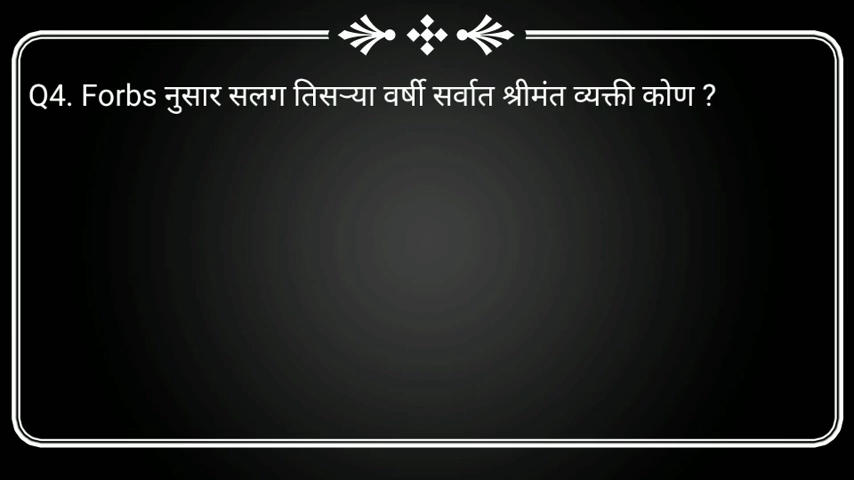 Q4. Forbs नुसार सलग तिसऱ्या वर्षी सर्वात श्रीमंत व्यक्ती कोण ?